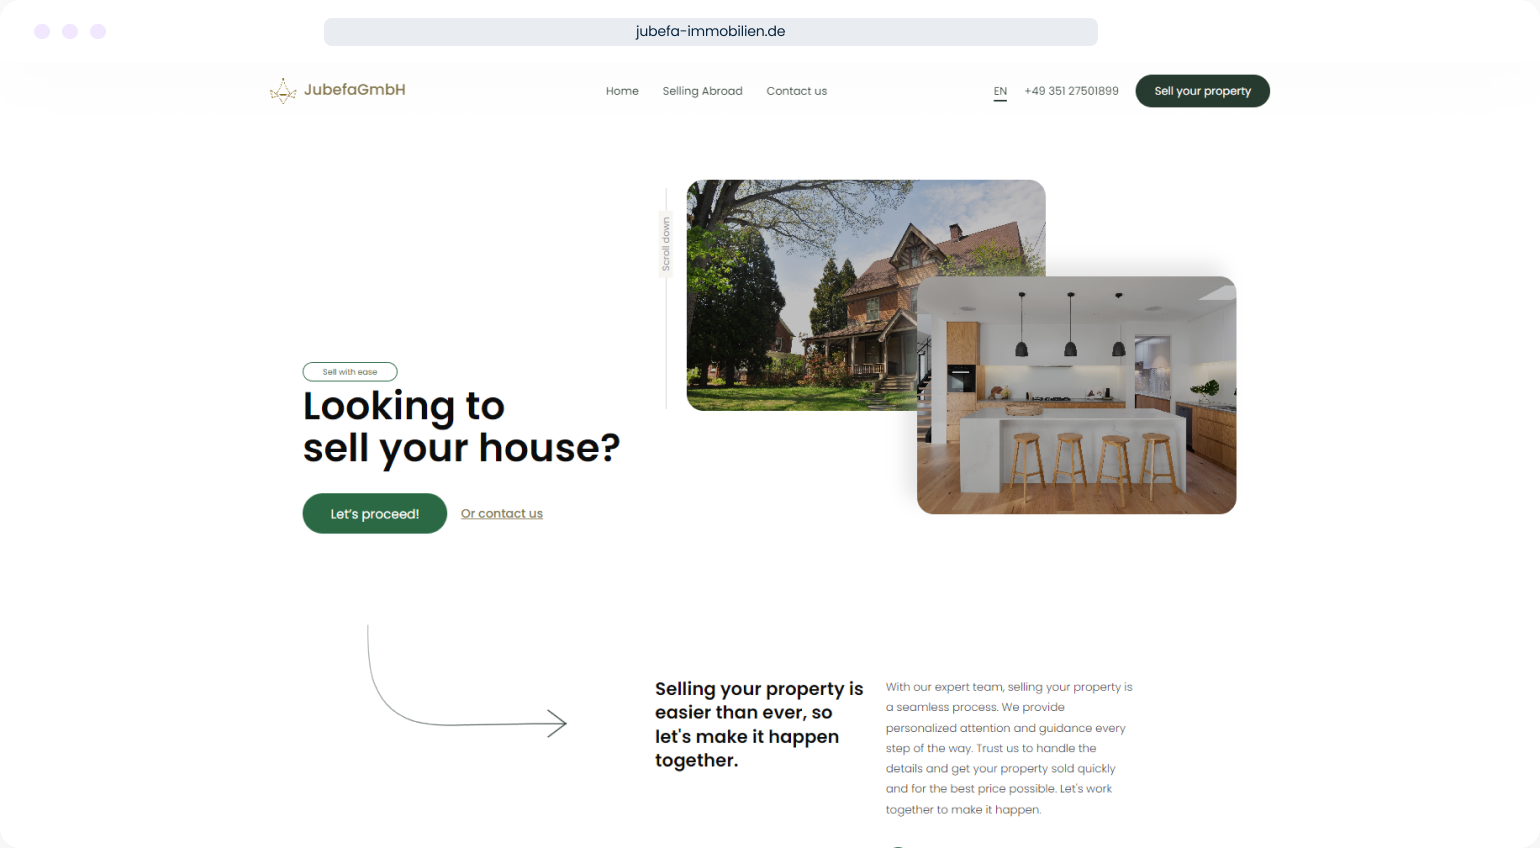 jubefa-immobilien.de
JubefaGmbH
Home
Selling Abroad
Contact us
EN
+49 351 27501899
Sell your property
Scroll down
Sell with ease
Looking to
sell your house?
Let's proceed!
Or contact us
Selling your property is
easier than ever, so
let's make it happen
together.
With our expert team, selling your property is
a seamless process. We provide
personalized attention and guidance every
step of the way. Trust us to handle the
details and get your property sold quickly
and for the best price possible. Let's work
together to make it happen.